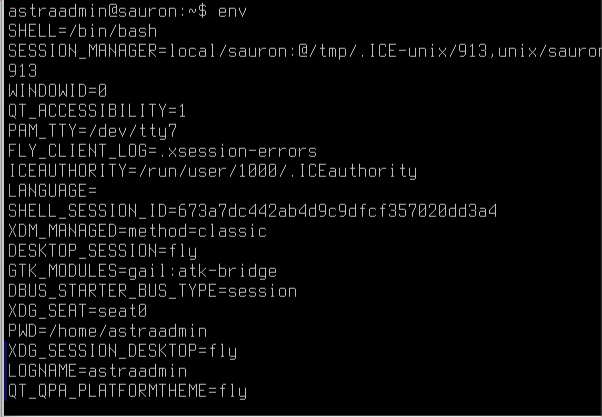 astraadmin@sauron:~$ env
SHELL=/bin/bash
SESSION_MANAGER=local/sauron:@/tmp/.ICE-unix/913,unix/sauron
913
WINDOWID=0
QT_ACCESSIBILITY=1
PAM_TTY=/dev/tty7
FLY_CLIENT_LOG=.xsession-errors
ICEAUTHORITY=/run/user/1000/.ICEauthority
LANGUAGE=
SHELL_SESSION_ID=673a7dc442ab4d9c9dfcf357020dd3a4
XDM_MANAGED=method=classic
DESKTOP_SESSION=fly
GTK_MODULES=gail:atk-bridge
DBUS_STARTER_BUS_TYPE=session
XDG_SEAT=seat0
PWD=/home/astraadmin
XDG_SESSION_DESKTOP=fly
LOGNAME=astraadmin
QT_QPA_PLATFORMTHEME=fly